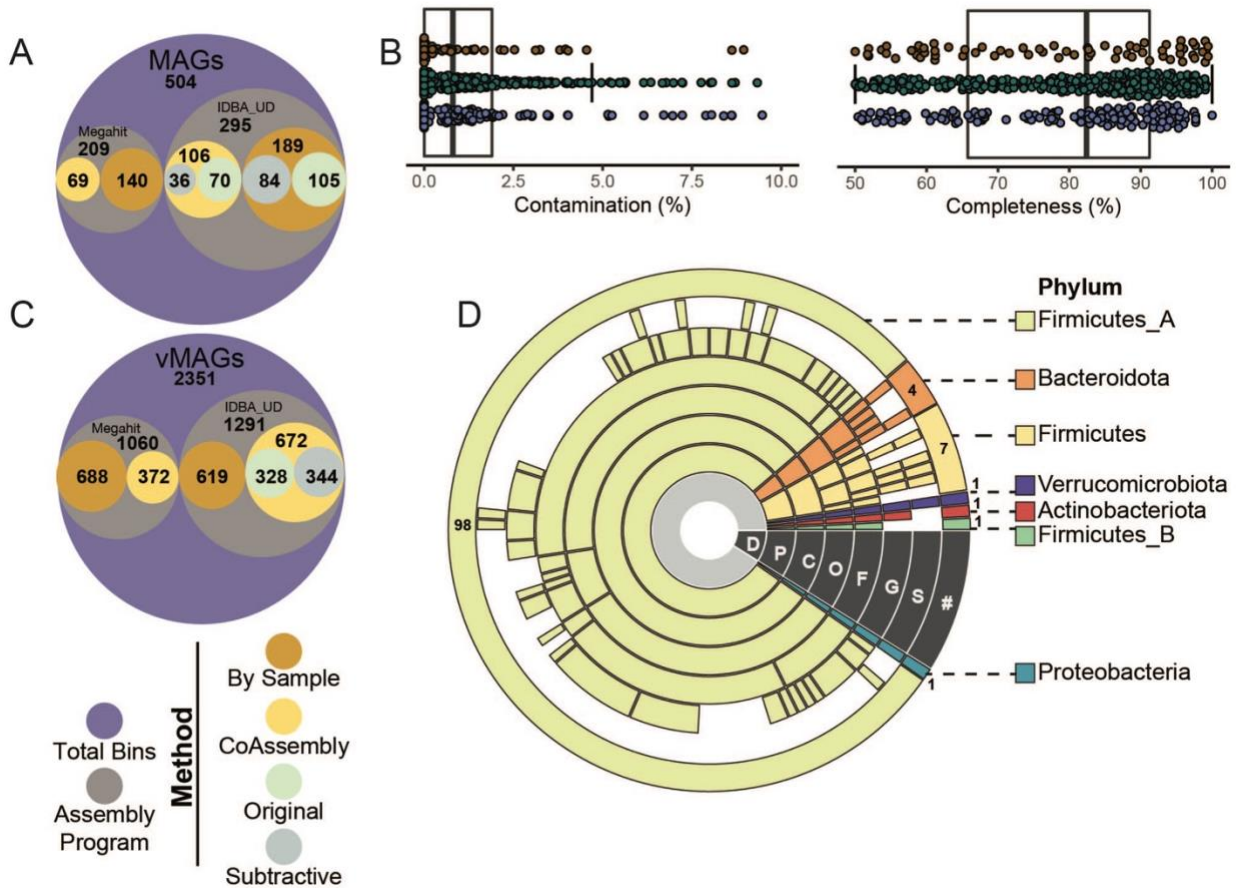 A
MAGs
504
IDBA_UD
295
Megahit
209
106
189
69
140
36
70
84
105
B
0.0 2.5 5.0 7.5 10.0
Contamination (%)
50 60 70 80 90 100
Completeness (%)
C
vMAGs
2351
IDBA_UD
1291
Megahit
1060
672
688
372
619
328
344
Total Bins
Assembly
Program
Method
By Sample
CoAssembly
Original
Subtractive
D
Phylum
Firmicutes_A
Bacteroidota
Firmicutes
Verrucomicrobiota
Actinobacteriota
Firmicutes_B
Proteobacteria
98
4
7
1
1
1
1
D P C O F G S #